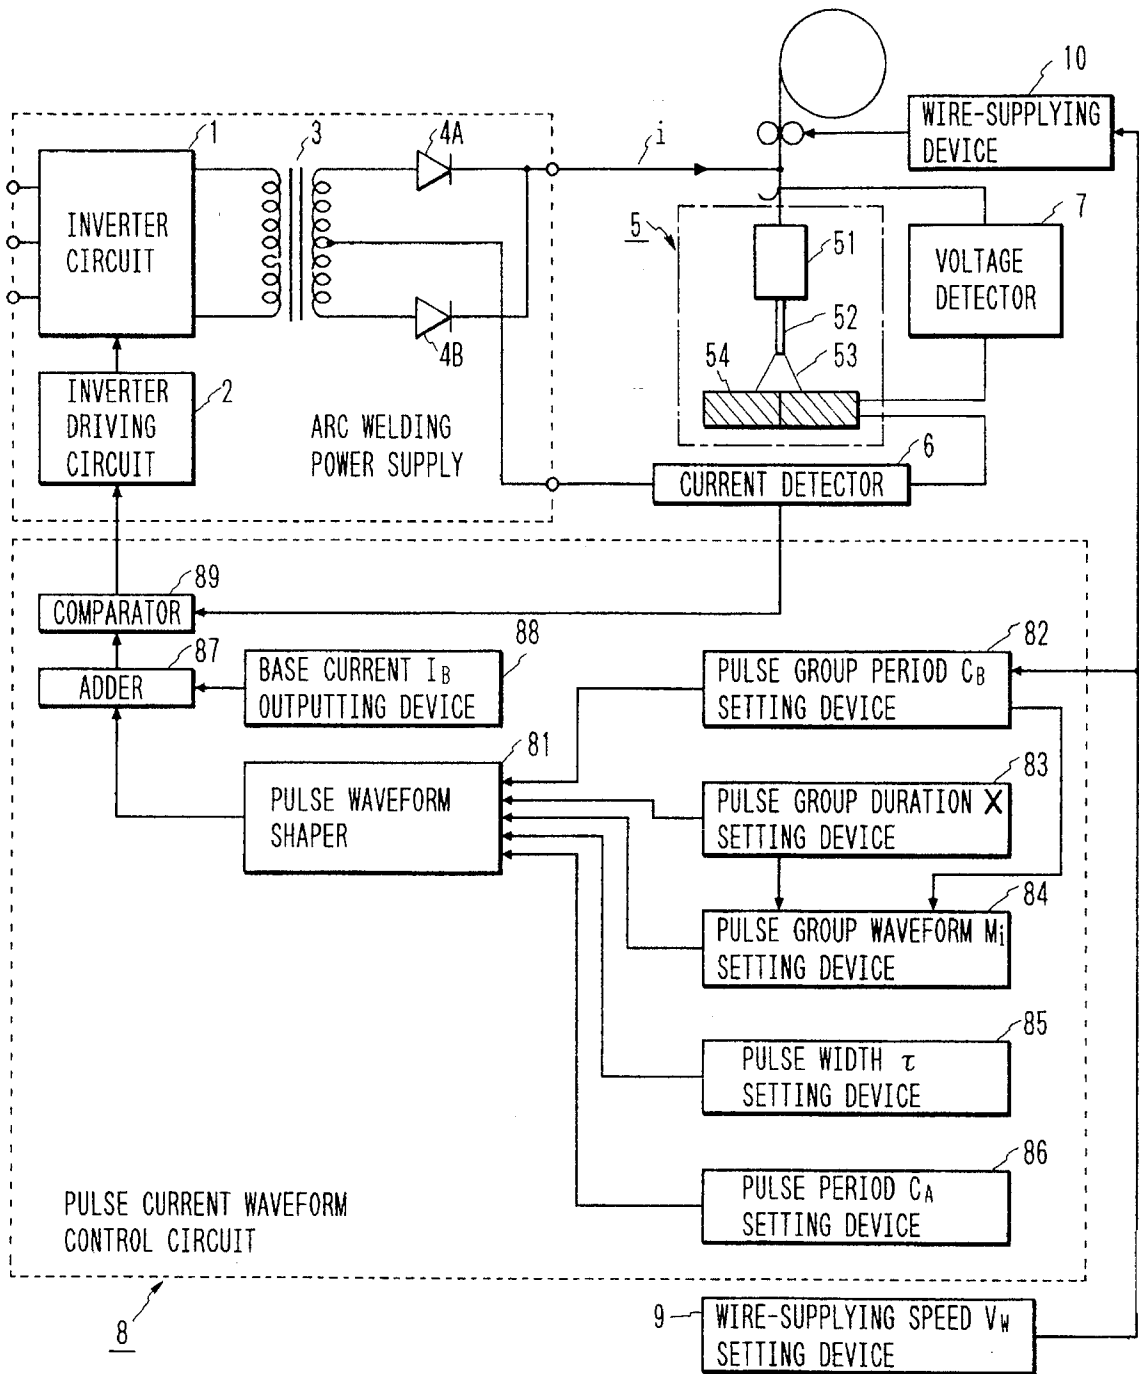 10
WIRE-SUPPLYING
DEVICE
1
3
4A
i
INVERTER
CIRCUIT
5
51
7
VOLTAGE
DETECTOR
52
4B
54
53
INVERTER
DRIVING
CIRCUIT
2
ARC WELDING
POWER SUPPLY
6
CURRENT DETECTOR
89
COMPARATOR
87
ADDER
88
BASE CURRENT IB
OUTPUTTING DEVICE
82
PULSE GROUP PERIOD CB
SETTING DEVICE
81
PULSE WAVEFORM
SHAPER
83
PULSE GROUP DURATION X
SETTING DEVICE
84
PULSE GROUP WAVEFORM Mi
SETTING DEVICE
85
PULSE WIDTH τ
SETTING DEVICE
86
PULSE PERIOD CA
SETTING DEVICE
PULSE CURRENT WAVEFORM
CONTROL CIRCUIT
8
9
WIRE-SUPPLYING SPEED VW
SETTING DEVICE